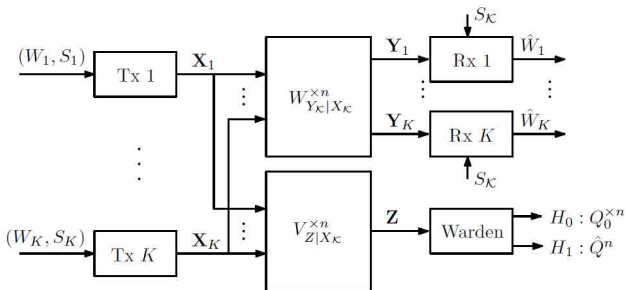 S_𝒦
(W_1, S_1)
Tx 1
𝐗_1
⋮
W^{×n}_{Y_𝒦|X_𝒦}
𝐘_1
Rx 1
Ŵ_1
⋮
⋮
⋮
𝐘_K
Rx K
Ŵ_K
S_𝒦
(W_K, S_K)
Tx K
𝐗_K
⋮
V^{×n}_{Z|X_𝒦}
𝐙
Warden
H_0 : Q_0^{×n}
H_1 : Q̂^n